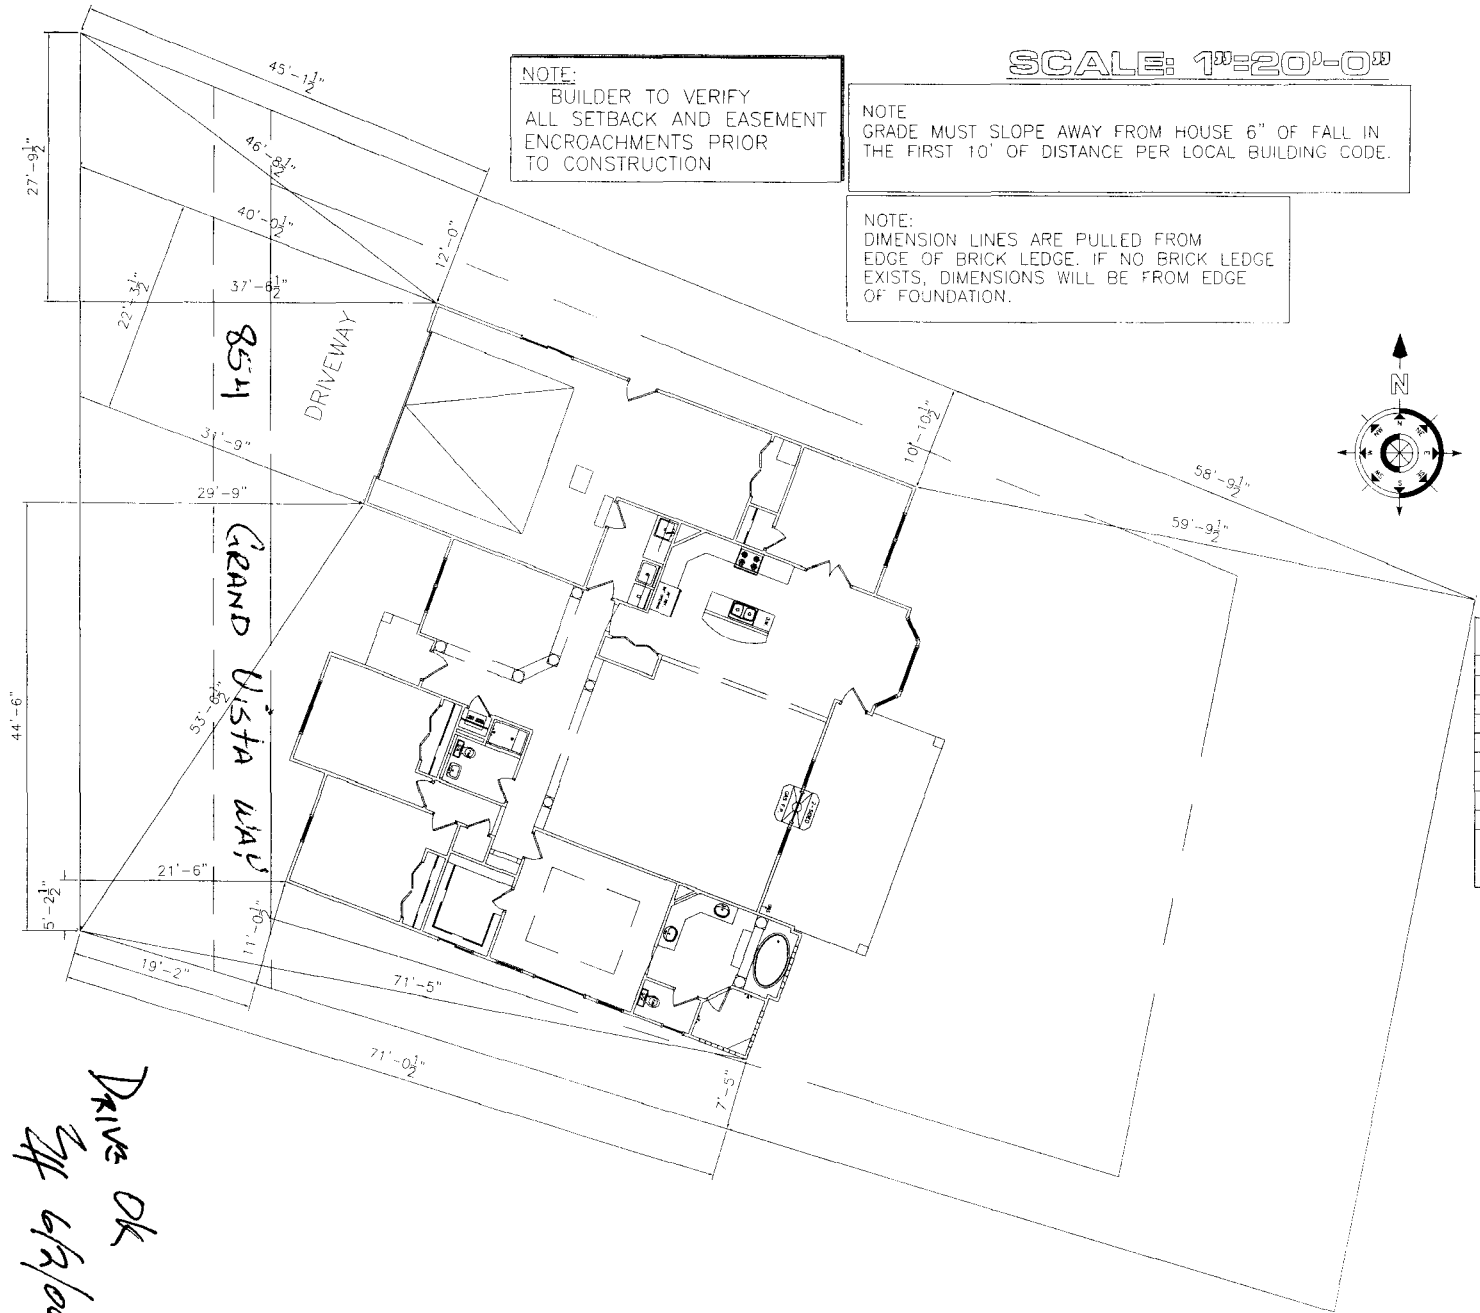 SCALE: 1"=20'-0"
NOTE:
BUILDER TO VERIFY
ALL SETBACK AND EASEMENT
ENCROACHMENTS PRIOR
TO CONSTRUCTION
NOTE
GRADE MUST SLOPE AWAY FROM HOUSE 6" OF FALL IN
THE FIRST 10' OF DISTANCE PER LOCAL BUILDING CODE.
NOTE:
DIMENSION LINES ARE PULLED FROM
EDGE OF BRICK LEDGE. IF NO BRICK LEDGE
EXISTS, DIMENSIONS WILL BE FROM EDGE
OF FOUNDATION.
45'-1½"
27'-9½"
46'-8½"
40'-0½"
12'-0"
22'-3½"
37'-6½"
DRIVEWAY
31'-9"
29'-9"
10'-10½"
58'-9½"
59'-9½"
N
N
NE
E
SE
S
SW
W
NW
854 GRAND VISTA WAY
44'-6"
53'-8½"
5'-2½"
21'-6"
11'-0½"
19'-2"
71'-5"
71'-0½"
7'-5"
DRIVE OK